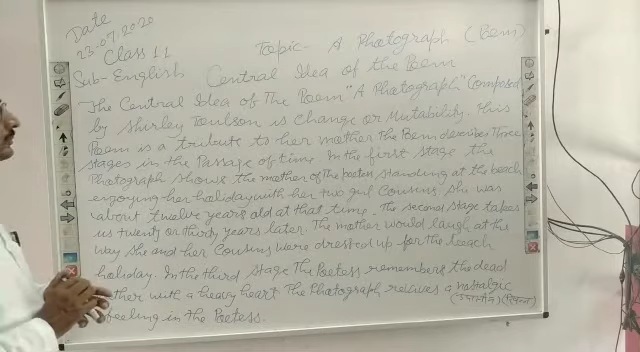 Date
23.07.2020
Class 11
Topic - A Photograph (Poem)
Sub-English Central Idea of the Poem
The Central Idea of The Poem "A Photograph" Composed
by Shirley Toulson is Change or Mutability. This
Poem is a tribute to her mother the Poem describe Three
stages in the Passage of time. In the first stage the
Photograph shows the mother of the poetess standing at the beach
enjoying her holiday with her two girl Cousins. She was
about twelve years old at that time. The second stage takes
us twenty or thirty years later. The mother would laugh at the
way she and her Cousins were dressed up for the beach
holiday. In the third stage The Poetess remembers the dead
ther with a heavy heart The Photograph revives a nostalgic
feeling in the Poetess.